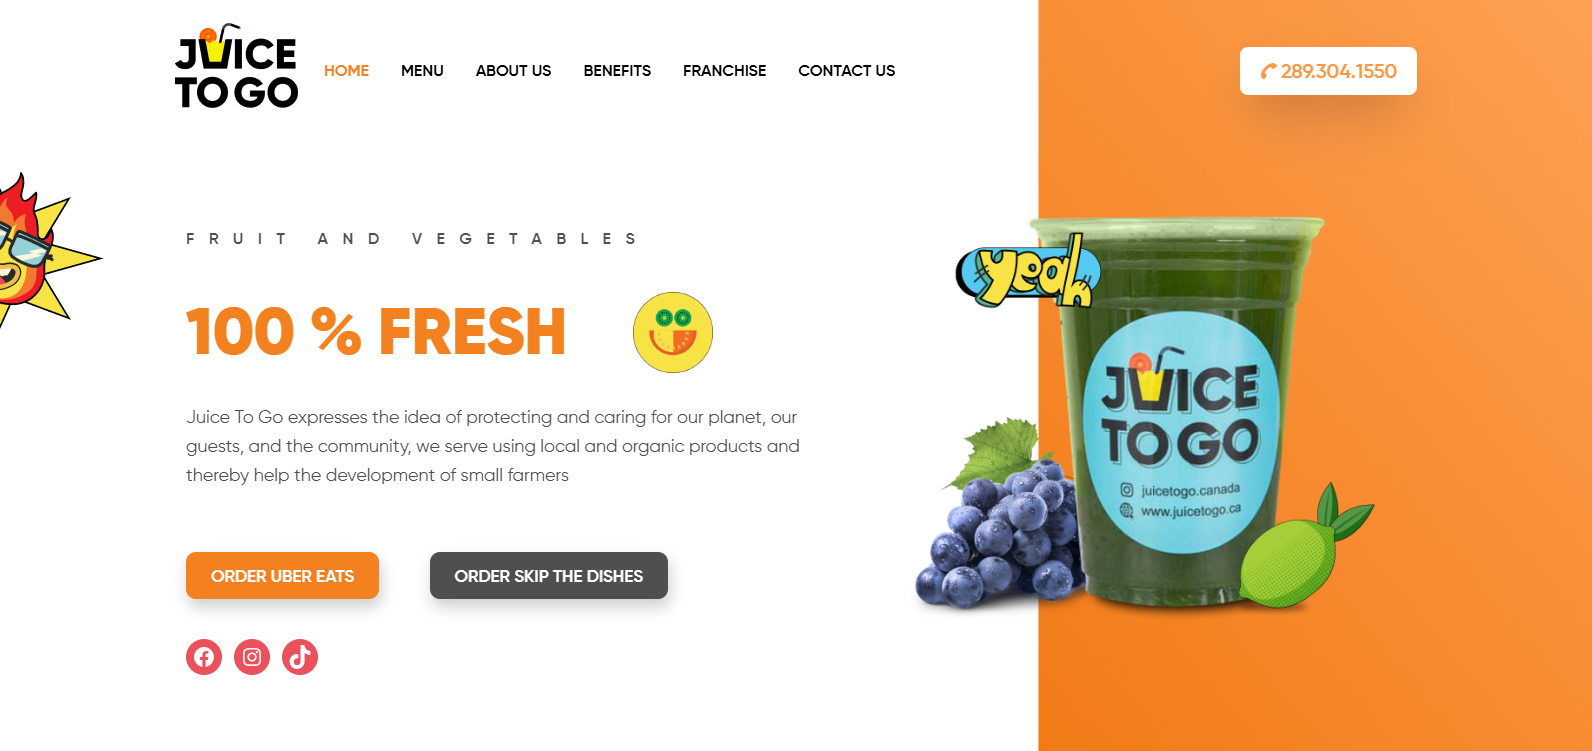 JUICE
TO GO
HOME MENU ABOUT US BENEFITS FRANCHISE CONTACT US
289.304.1550
FRUIT AND VEGETABLES
100 % FRESH
Juice To Go expresses the idea of protecting and caring for our planet, our
guests, and the community, we serve using local and organic products and
thereby help the development of small farmers
ORDER UBER EATS
ORDER SKIP THE DISHES
yeah
JUICE
TO GO
juicetogo.canada
www.juicetogo.ca